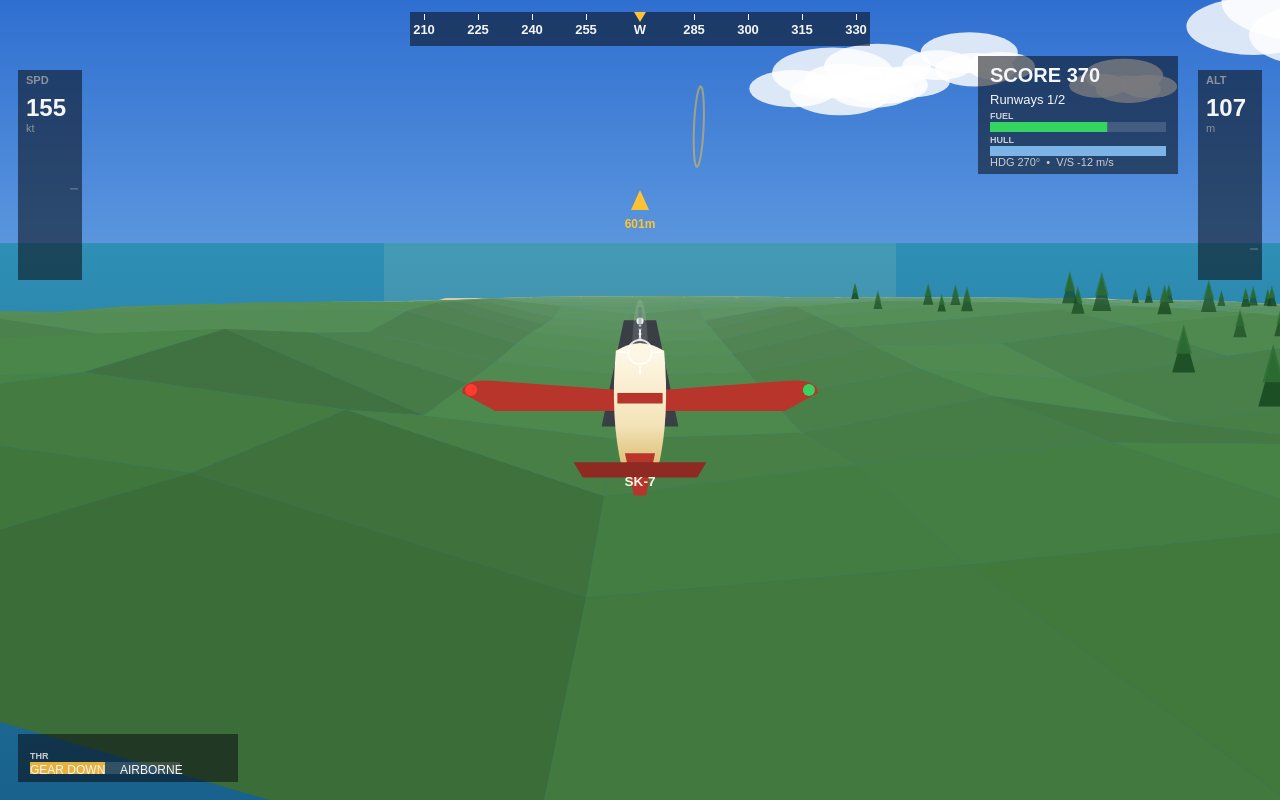 210 225 240 255 W 285 300 315 330
SPD
155
kt
SCORE 370
Runways 1/2
FUEL
HULL
HDG 270° • V/S -12 m/s
ALT
107
m
601m
SK-7
THR
GEAR DOWN AIRBORNE